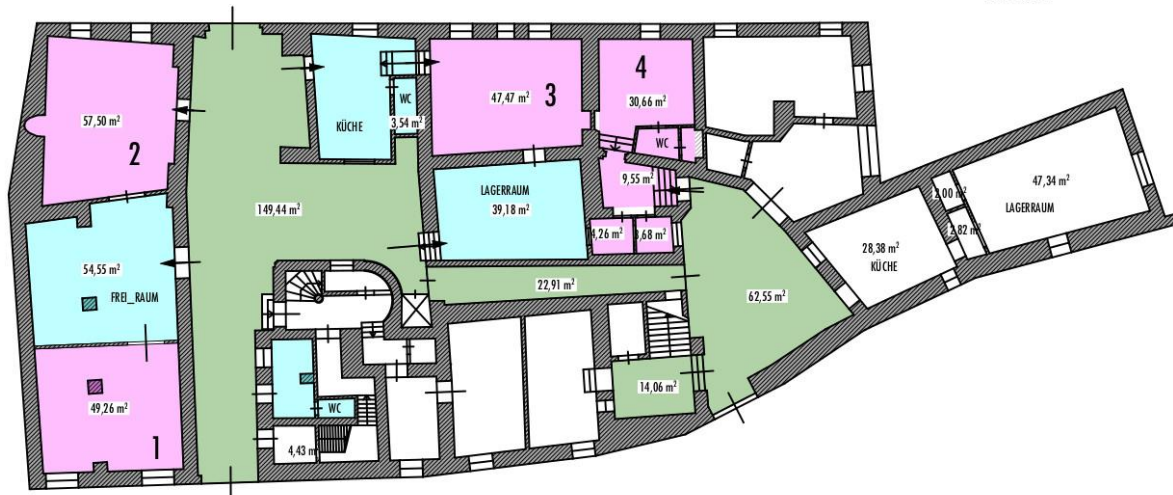 57,50 m²
2
KÜCHE
WC
3,54 m²
47,47 m²
3
4
30,66 m²
WC
9,55 m²
149,44 m²
LAGERRAUM
39,18 m²
4,26 m²
3,68 m²
2,00 m²
2,82 m²
47,34 m²
LAGERRAUM
28,38 m²
KÜCHE
54,55 m²
FREI_RAUM
22,91 m²
62,55 m²
49,26 m²
1
WC
4,43 m
14,06 m²